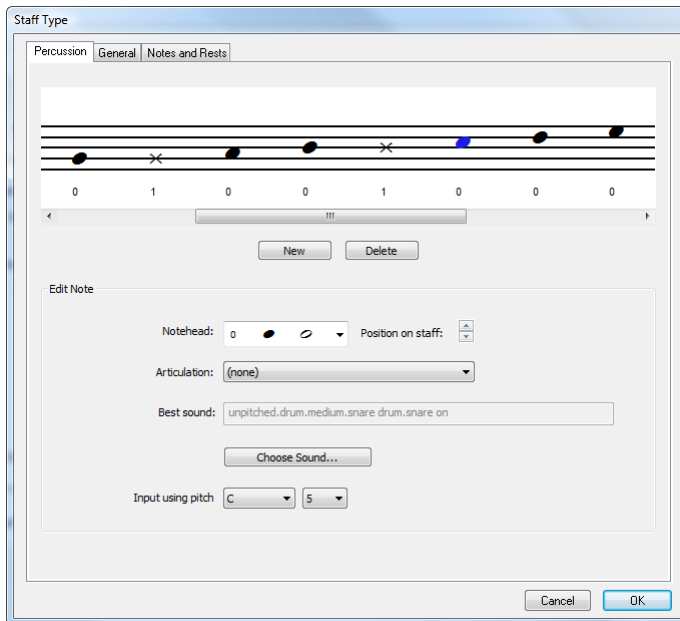 Staff Type
Percussion General Notes and Rests
0 1 0 0 1 0 0 0
New Delete
Edit Note
Notehead: 0 Position on staff:
Articulation: (none)
Best sound: unpitched.drum.medium.snare drum.snare on
Choose Sound...
Input using pitch C 5
Cancel OK